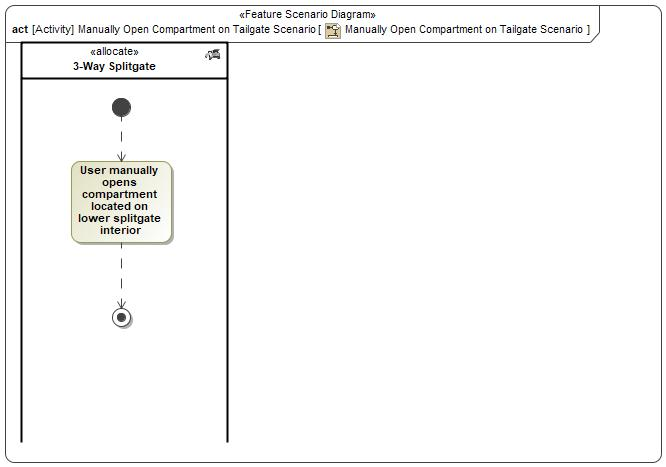 «Feature Scenario Diagram»
act [Activity] Manually Open Compartment on Tailgate Scenario [ Manually Open Compartment on Tailgate Scenario ]
«allocate»
3-Way Splitgate
User manually
opens
compartment
located on
lower splitgate
interior